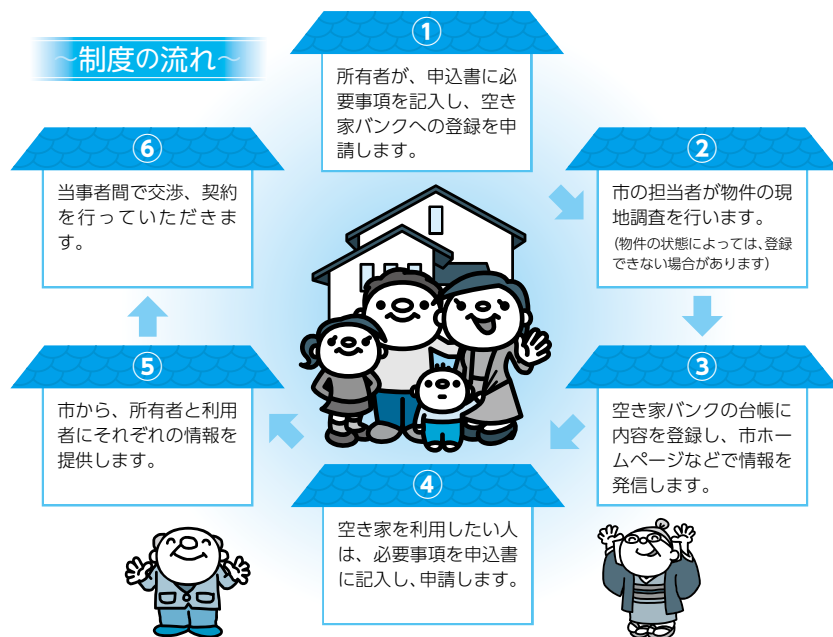 ～制度の流れ～
①
所有者が、申込書に必
要事項を記入し、空き
家バンクへの登録を申
請します。
②
市の担当者が物件の現
地調査を行います。
(物件の状態によっては、登録
できない場合があります)
③
空き家バンクの台帳に
内容を登録し、市ホー
ムページなどで情報を
発信します。
④
空き家を利用したい人
は、必要事項を申込書
に記入し、申請します。
⑤
市から、所有者と利用
者にそれぞれの情報を
提供します。
⑥
当事者間で交渉、契約
を行っていただきま
す。